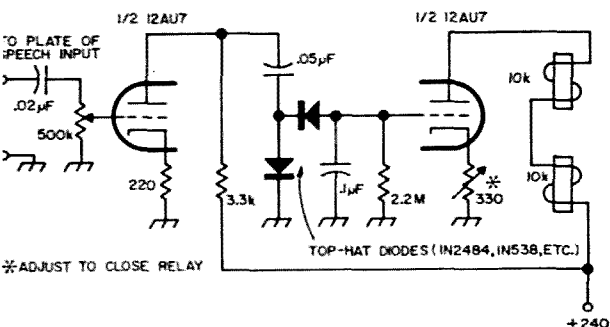 1/2 12AU7
1/2 12AU7
TO PLATE OF
SPEECH INPUT
.05µF
10k
.02µF
500k
220
3.3k
.1µF
2.2M
✳
330
10k
TOP-HAT DIODES (IN2484, IN538, ETC.)
✳ADJUST TO CLOSE RELAY
+240